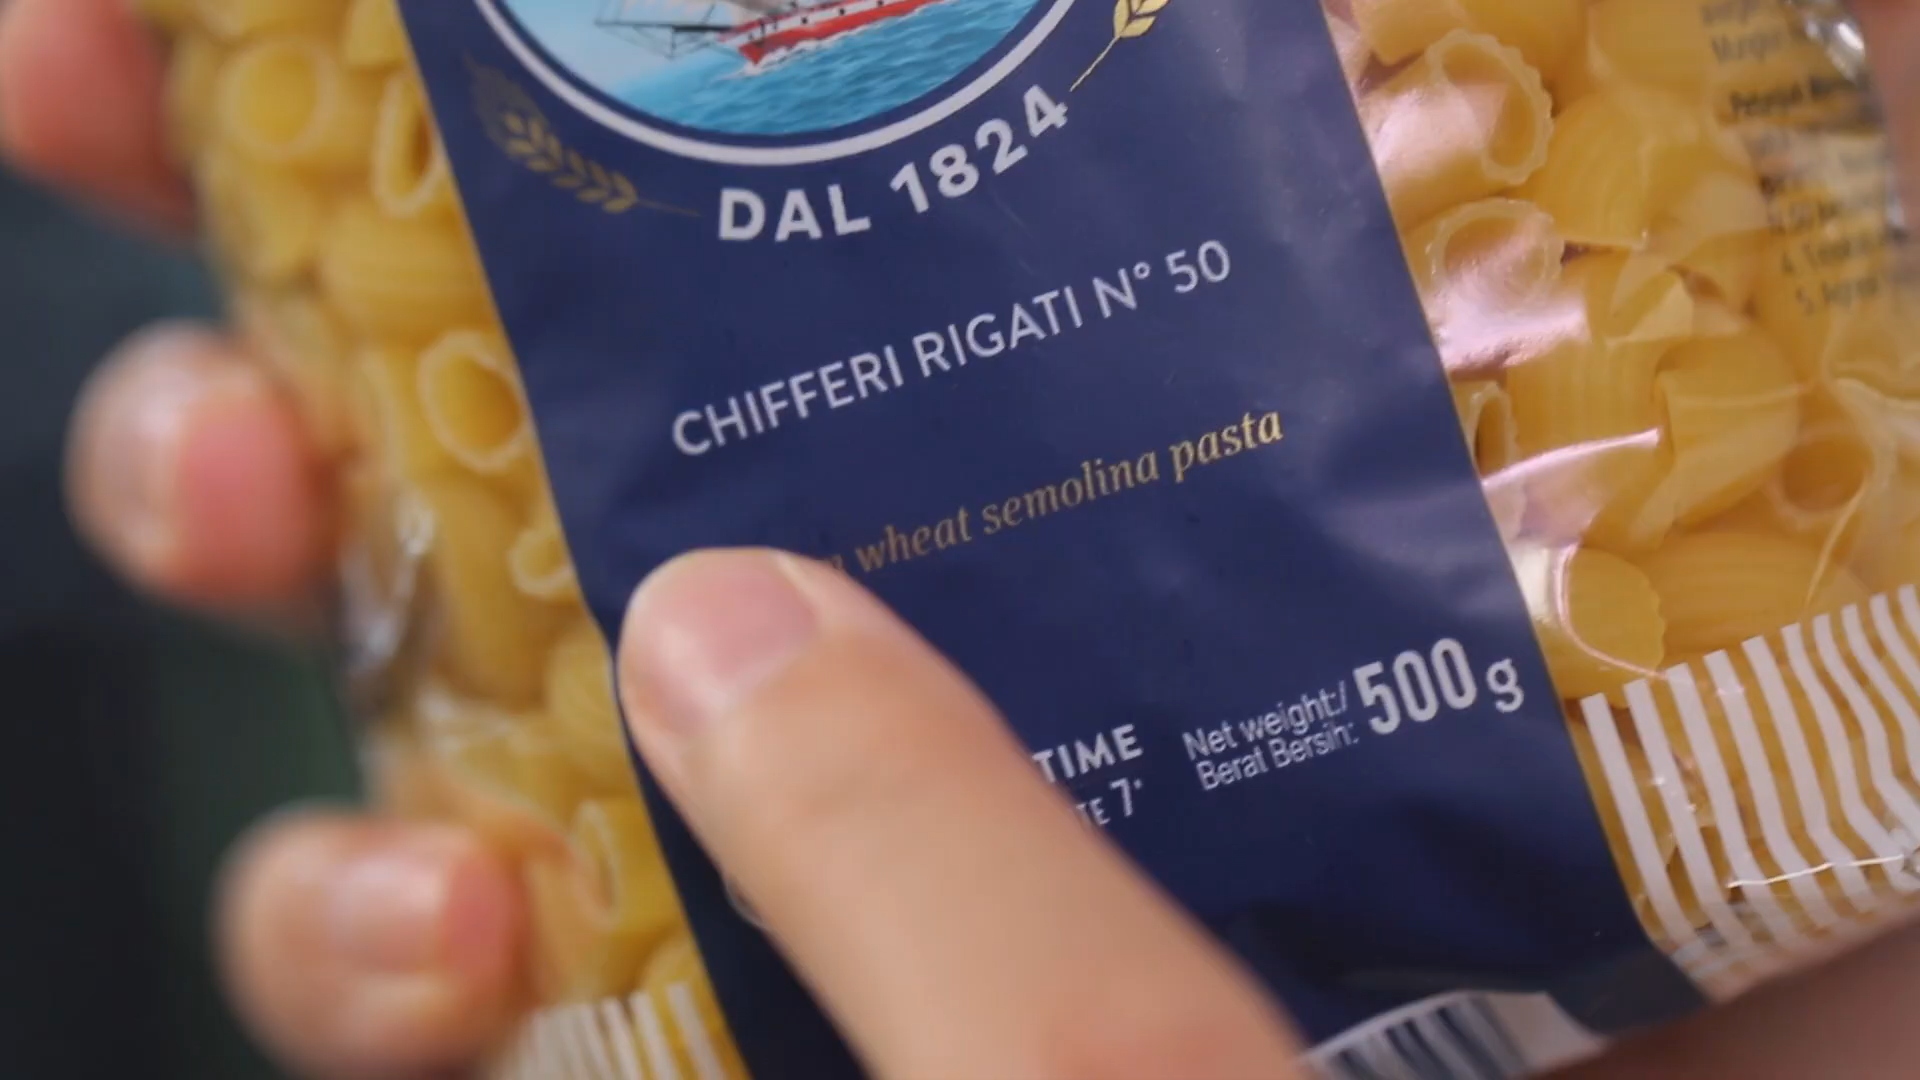 DAL 1824
CHIFFERI RIGATI N° 50
wheat semolina pasta
TIME
7'
Net weight:/
Berat Bersih:
500 g